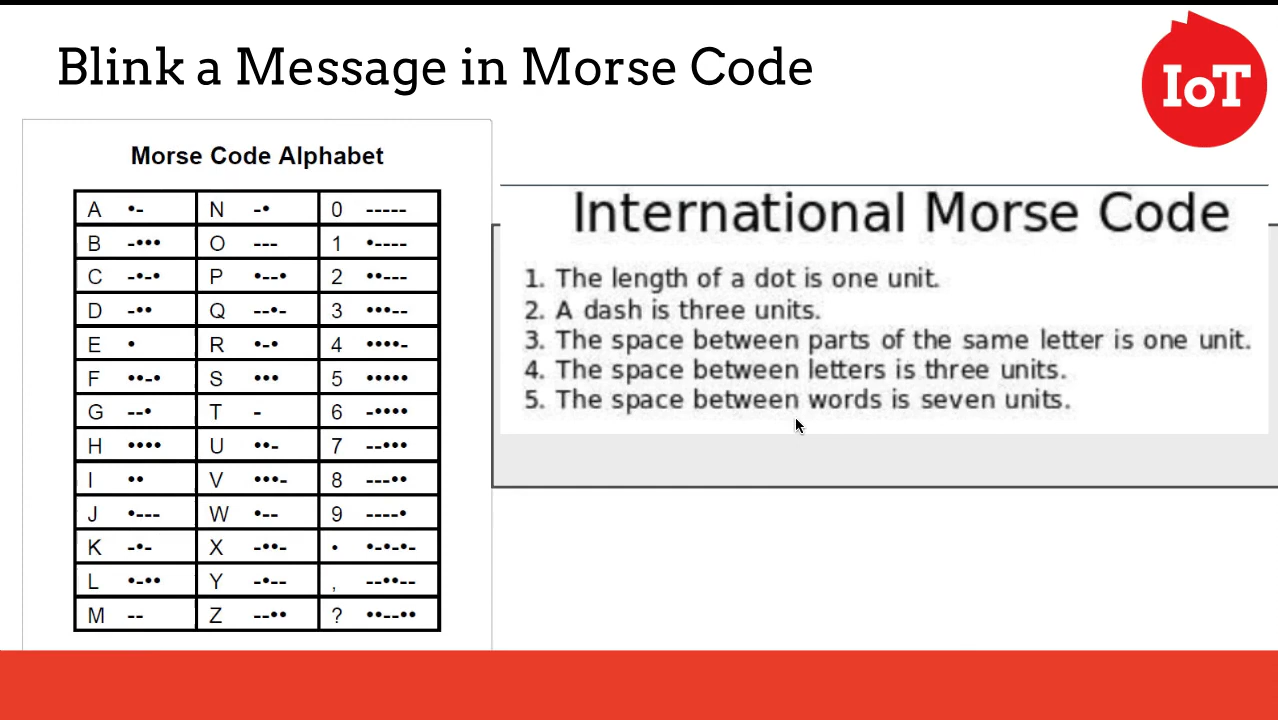 Blink a Message in Morse Code
IoT
Morse Code Alphabet
A •- N -• 0 -----
B -••• O --- 1 •----
C -•-• P •--• 2 ••---
D -•• Q --•- 3 •••--
E • R •-• 4 ••••-
F ••-• S ••• 5 •••••
G --• T - 6 -••••
H •••• U ••- 7 --•••
I •• V •••- 8 ---••
J •--- W •-- 9 ----•
K -•- X -••- • •-•-•-
L •-•• Y -•-- , --••--
M -- Z --•• ? ••--••
International Morse Code
1. The length of a dot is one unit.
2. A dash is three units.
3. The space between parts of the same letter is one unit.
4. The space between letters is three units.
5. The space between words is seven units.